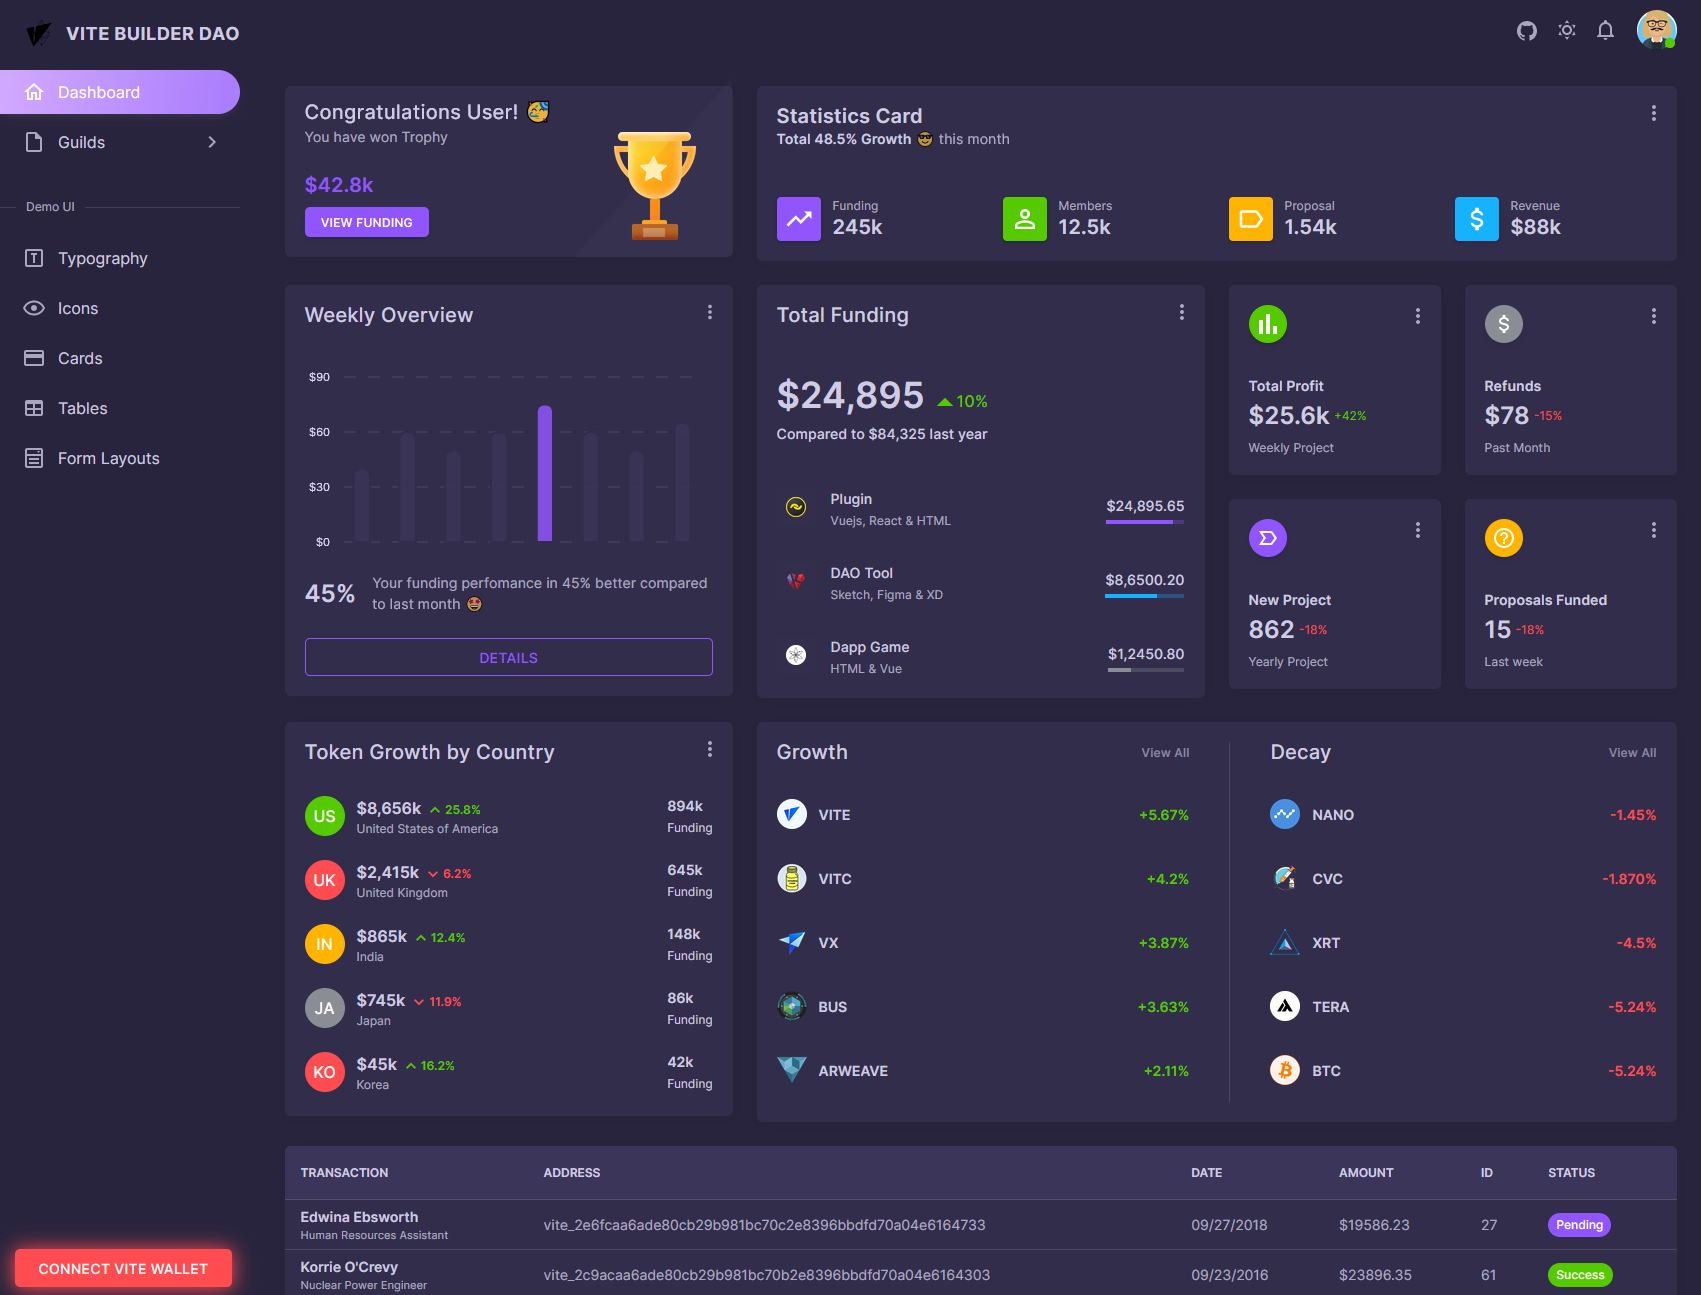 VITE BUILDER DAO
Dashboard
Guilds
Demo UI
Typography
Icons
Cards
Tables
Form Layouts
CONNECT VITE WALLET
Congratulations User! 🥳
You have won Trophy
$42.8k
VIEW FUNDING
Statistics Card
Total 48.5% Growth 😎 this month
Funding
245k
Members
12.5k
Proposal
1.54k
Revenue
$88k
Weekly Overview
$90
$60
$30
$0
45%
Your funding perfomance in 45% better compared
to last month 🤩
DETAILS
Total Funding
$24,895 10%
Compared to $84,325 last year
Plugin
Vuejs, React & HTML
$24,895.65
DAO Tool
Sketch, Figma & XD
$8,6500.20
Dapp Game
HTML & Vue
$1,2450.80
Total Profit
$25.6k +42%
Weekly Project
Refunds
$78 -15%
Past Month
New Project
862 -18%
Yearly Project
Proposals Funded
15 -18%
Last week
Token Growth by Country
US
$8,656k 25.8%
United States of America
894k
Funding
UK
$2,415k 6.2%
United Kingdom
645k
Funding
IN
$865k 12.4%
India
148k
Funding
JA
$745k 11.9%
Japan
86k
Funding
KO
$45k 16.2%
Korea
42k
Funding
Growth View All
VITE +5.67%
VITC +4.2%
VX +3.87%
BUS +3.63%
ARWEAVE +2.11%
Decay View All
NANO -1.45%
CVC -1.870%
XRT -4.5%
TERA -5.24%
BTC -5.24%
TRANSACTION ADDRESS DATE AMOUNT ID STATUS
Edwina Ebsworth
Human Resources Assistant
vite_2e6fcaa6ade80cb29b981bc70c2e8396bbdfd70a04e6164733 09/27/2018 $19586.23 27 Pending
Korrie O'Crevy
Nuclear Power Engineer
vite_2c9acaa6ade80cb29b981bc70b2e8396bbdfd70a04e6164303 09/23/2016 $23896.35 61 Success